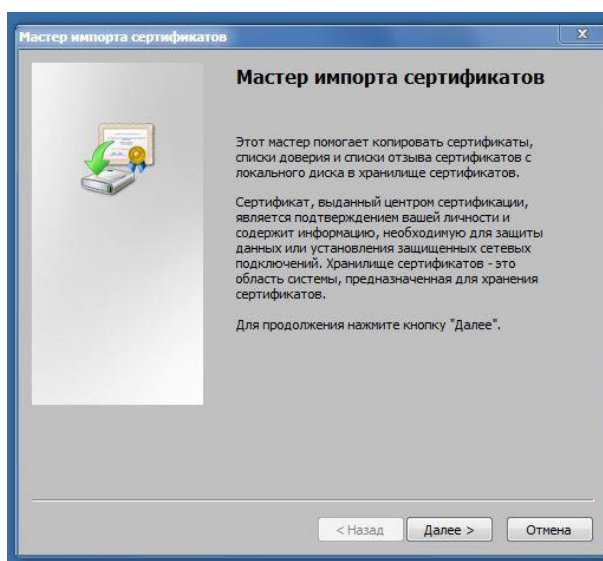 Мастер импорта сертификатов
X
Мастер импорта сертификатов
Этот мастер помогает копировать сертификаты,
списки доверия и списки отзыва сертификатов с
локального диска в хранилище сертификатов.
Сертификат, выданный центром сертификации,
является подтверждением вашей личности и
содержит информацию, необходимую для защиты
данных или установления защищенных сетевых
подключений. Хранилище сертификатов - это
область системы, предназначенная для хранения
сертификатов.
Для продолжения нажмите кнопку "Далее".
< Назад Далее > Отмена